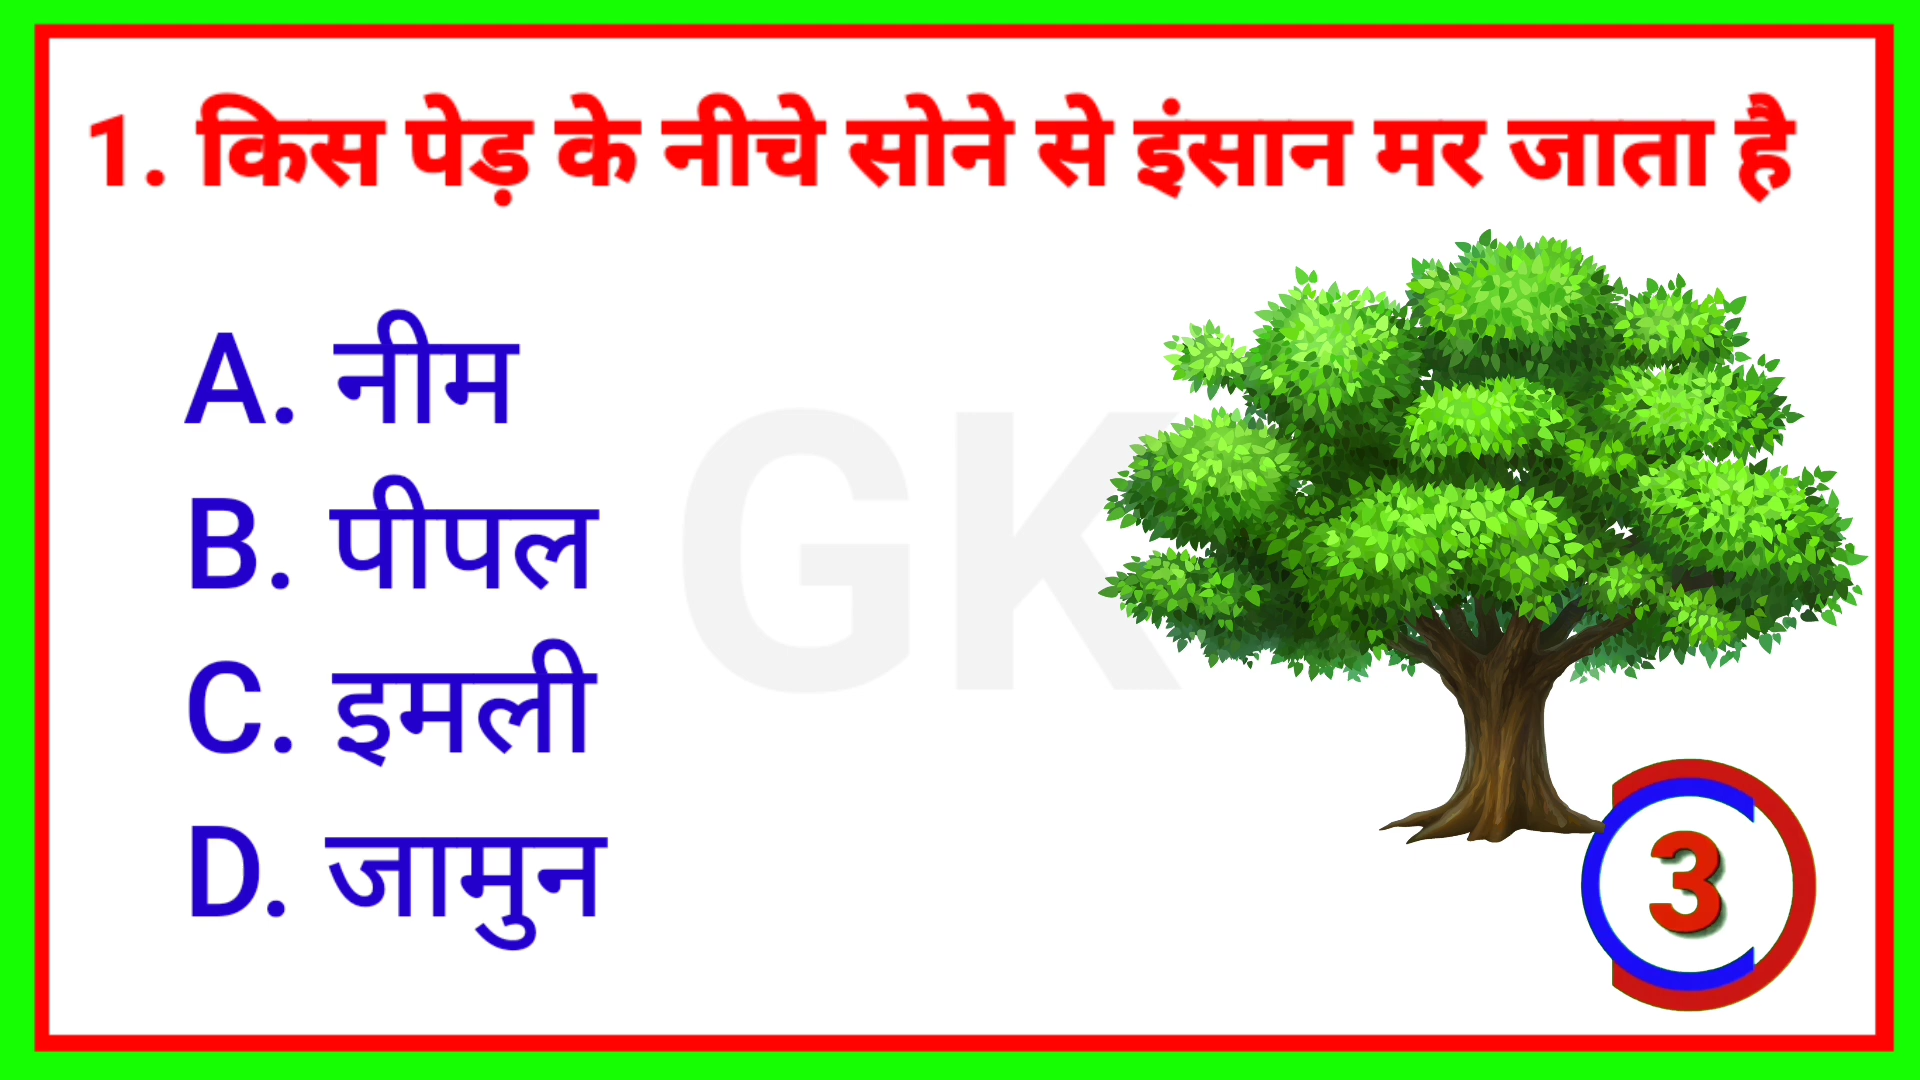 1. किस पेड़ के नीचे सोने से इंसान मर जाता है
A. नीम
B. पीपल
C. इमली
D. जामुन
GK
3